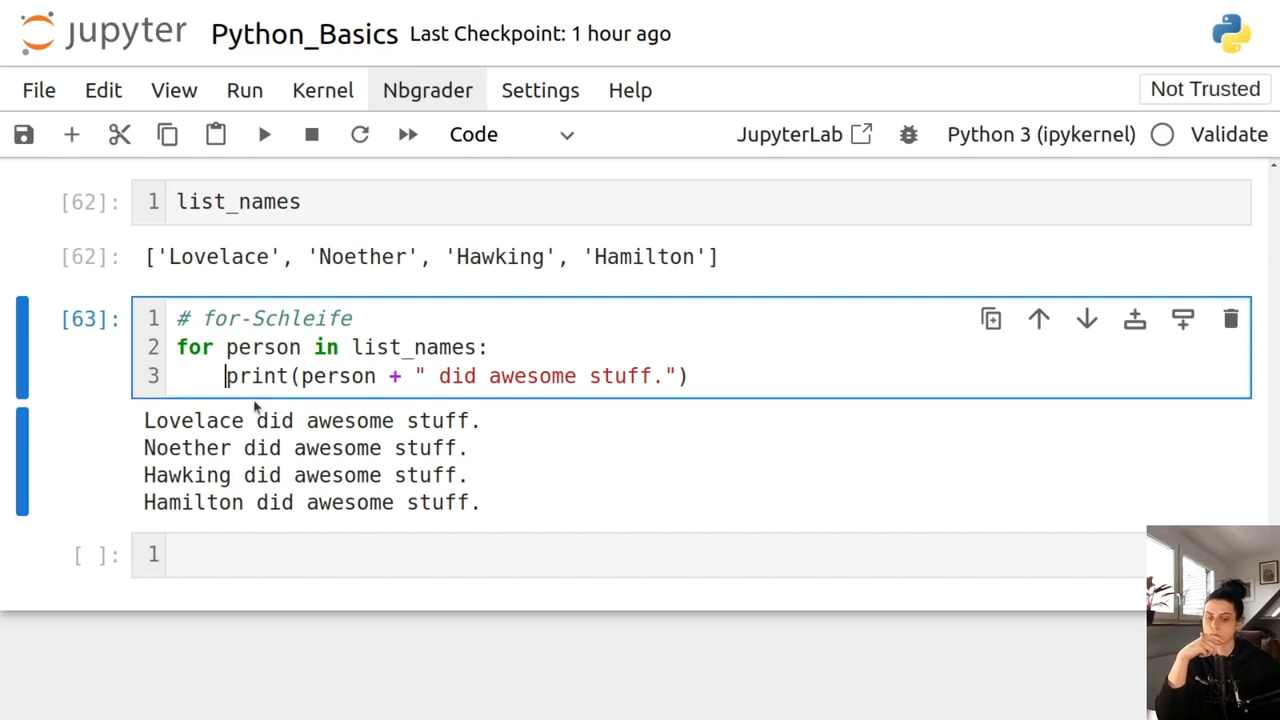 jupyter Python_Basics Last Checkpoint: 1 hour ago
File Edit View Run Kernel Nbgrader Settings Help Not Trusted
Code JupyterLab Python 3 (ipykernel) Validate
[62]: 1 list_names
[62]: ['Lovelace', 'Noether', 'Hawking', 'Hamilton']
[63]: 1 # for-Schleife
2 for person in list_names:
3 print(person + " did awesome stuff.")
Lovelace did awesome stuff.
Noether did awesome stuff.
Hawking did awesome stuff.
Hamilton did awesome stuff.
[ ]: 1